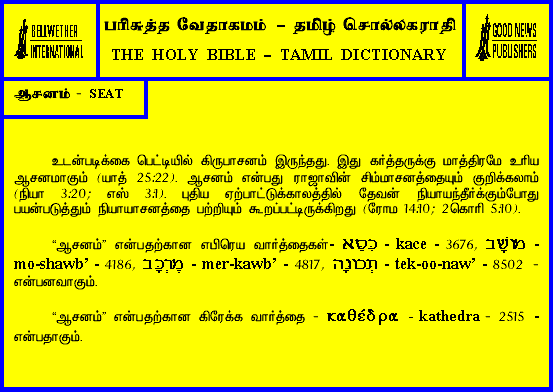 BELLWETHER
INTERNATIONAL
பரிசுத்த வேதாகமம் – தமிழ் சொல்லகராதி
THE HOLY BIBLE – TAMIL DICTIONARY
GOOD NEWS
PUBLISHERS
ஆசனம் - SEAT
உடன்படிக்கை பெட்டியில் கிருபாசனம் இருந்தது. இது கர்த்தருக்கு மாத்திரமே உரிய
ஆசனமாகும் (யாத் 25:22). ஆசனம் என்பது ராஜாவின் சிம்மாசனத்தையும் குறிக்கலாம்
(நியா 3:20; எஸ் 3:1). புதிய ஏற்பாட்டுக்காலத்தில் தேவன் நியாயந்தீர்க்கும்போது
பயன்படுத்தும் நியாயாசனத்தை பற்றியும் கூறப்பட்டிருக்கிறது (ரோம 14:10; 2கொரி 5:10).
“ஆசனம்” என்பதற்கான எபிரெய வார்த்தைகள்- כִּסֵּא - kace - 3676, מוֹשָׁב -
mo-shawb’ - 4186, מֶרְכָּב - mer-kawb’ - 4817, תְּכוּנָה - tek-oo-naw’ - 8502 -
என்பனவாகும்.
“ஆசனம்” என்பதற்கான கிரேக்க வார்த்தை - καθέδρα - kathedra - 2515 -
என்பதாகும்.